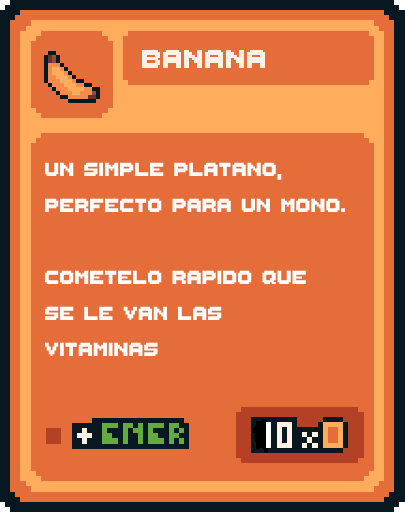 BANANA
UN SIMPLE PLATANO,
PERFECTO PARA UN MONO.
COMETELO RAPIDO QUE
SE LE VAN LAS
VITAMINAS
+ENER
10x